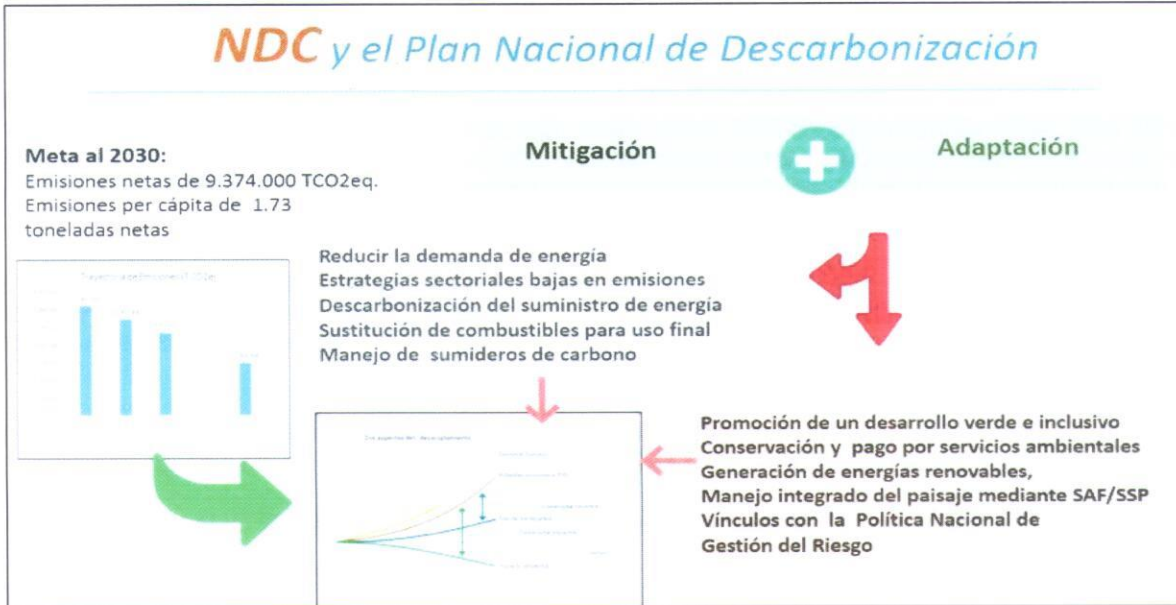 NDC y el Plan Nacional de Descarbonización
Meta al 2030:
Emisiones netas de 9.374.000 TCO2eq.
Emisiones per cápita de 1.73
toneladas netas
Mitigación
Adaptación
Reducir la demanda de energía
Estrategias sectoriales bajas en emisiones
Descarbonización del suministro de energía
Sustitución de combustibles para uso final
Manejo de sumideros de carbono
Promoción de un desarrollo verde e inclusivo
Conservación y pago por servicios ambientales
Generación de energías renovables,
Manejo integrado del paisaje mediante SAF/SSP
Vínculos con la Política Nacional de
Gestión del Riesgo